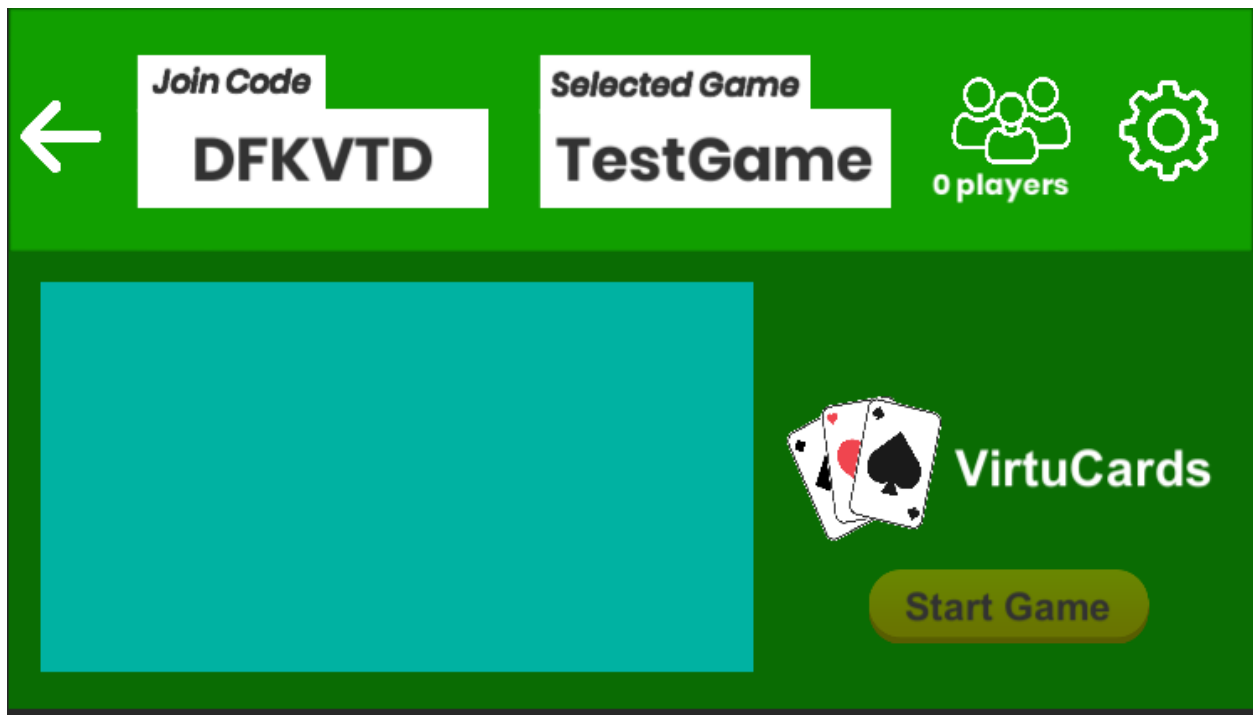 Join Code
DFKVTD
Selected Game
TestGame
0 players
VirtuCards
Start Game